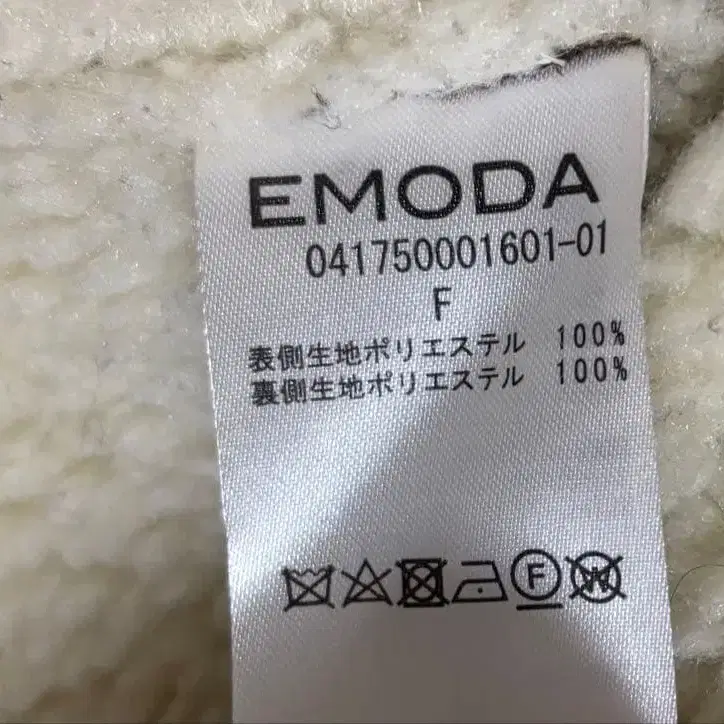 EMODA
041750001601-01
F
表側生地ポリエステル 100%
裏側生地ポリエステル 100%
F W